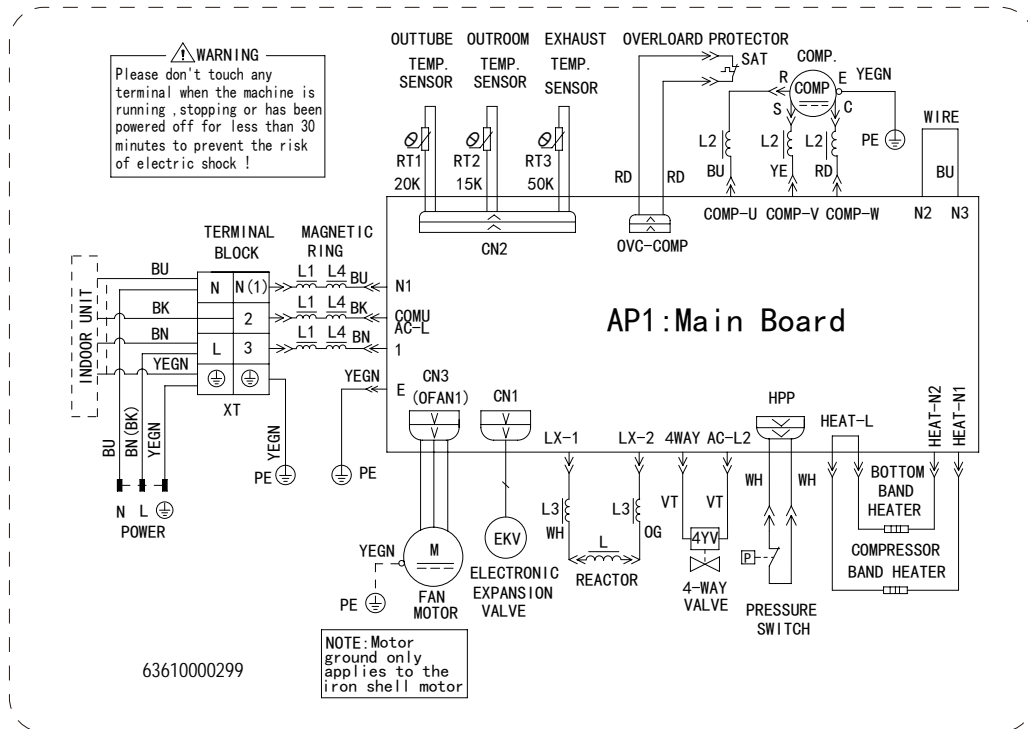 WARNING
Please don't touch any
terminal when the machine is
running ,stopping or has been
powered off for less than 30
minutes to prevent the risk
of electric shock !
OUTTUBE OUTROOM EXHAUST OVERLOARD PROTECTOR
TEMP. TEMP. TEMP.
SENSOR SENSOR SENSOR
SAT
COMP.
R COMP E YEGN
S C
RT1 RT2 RT3
20K 15K 50K
RD RD
L2 L2 L2
BU YE RD
PE
WIRE
BU
CN2
OVC-COMP
COMP-U COMP-V COMP-W N2 N3
TERMINAL
BLOCK
MAGNETIC
RING
INDOOR UNIT
BU N N(1) L1 L4 BU N1
BK 2 L1 L4 BK COMU
AC-L
BN L 3 L1 L4 BN 1
YEGN
XT
YEGN E
AP1:Main Board
BU BN(BK) YEGN
YEGN
PE
PE
N L
POWER
CN3
(OFAN1)
CN1
LX-1 LX-2 4WAY AC-L2
HPP
HEAT-L
HEAT-N2
HEAT-N1
M
YEGN
PE
FAN
MOTOR
EKV
ELECTRONIC
EXPANSION
VALVE
L3 L3
WH OG
L
REACTOR
VT VT
4YV
4-WAY
VALVE
WH WH
P
PRESSURE
SWITCH
BOTTOM
BAND
HEATER
COMPRESSOR
BAND HEATER
NOTE:Motor
ground only
applies to the
iron shell motor
63610000299